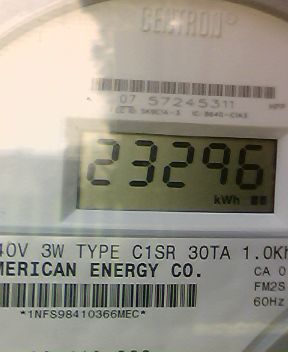 CENTRON
07 57245311
23296
kWh
40V 3W TYPE C1SR 30TA 1.0Kh
MERICAN ENERGY CO.
CA 0
FM2S
60Hz
*1NFS98410366MEC*